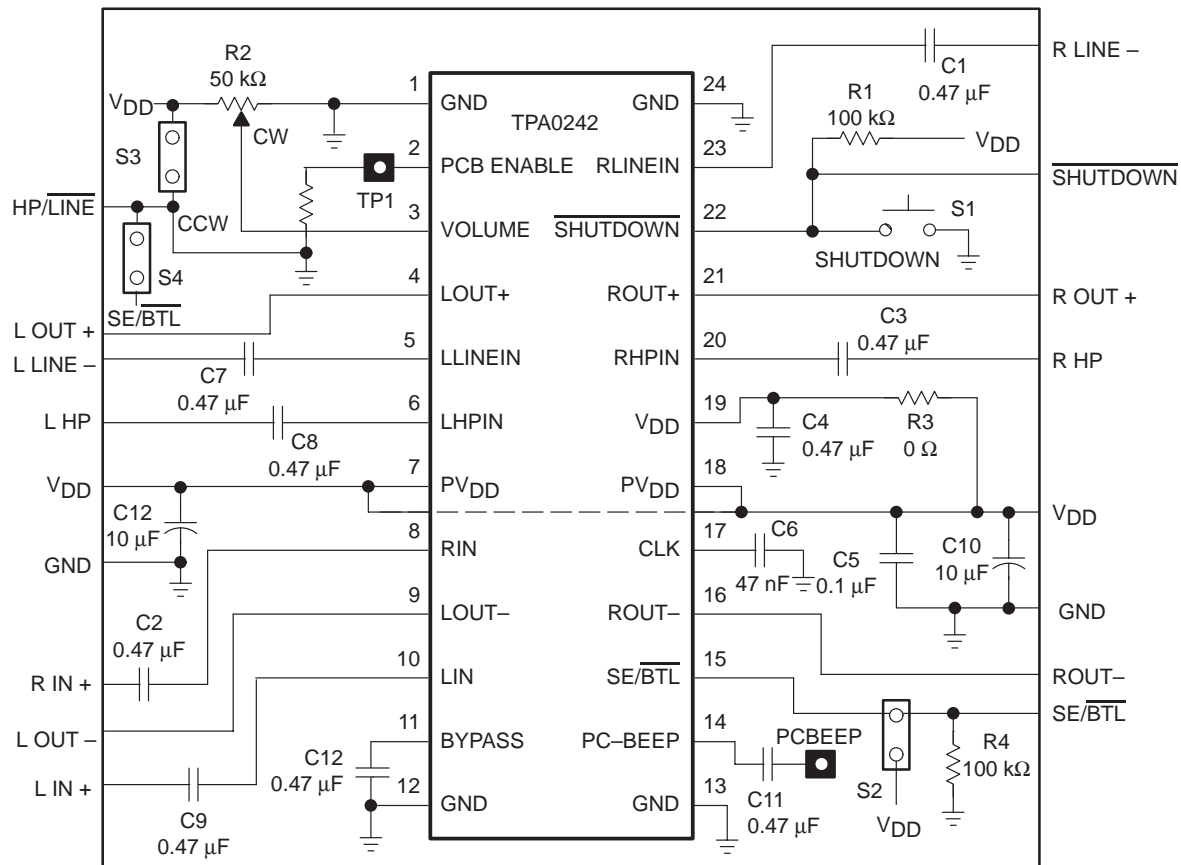 R LINE –
R2
50 kΩ
C1
0.47 µF
1
24
VDD
GND
GND
R1
100 kΩ
TPA0242
CW
S3
2
PCB ENABLE
RLINEIN
23
VDD
TP1
SHUTDOWN
HP/LINE
CCW
3
VOLUME
SHUTDOWN
22
S1
S4
SHUTDOWN
4
LOUT+
ROUT+
21
SE/BTL
R OUT +
L OUT +
C3
0.47 µF
5
LLINEIN
RHPIN
20
L LINE –
R HP
C7
0.47 µF
6
LHPIN
VDD
19
L HP
C8
0.47 µF
C4
0.47 µF
R3
0 Ω
7
PVDD
PVDD
18
VDD
VDD
C12
10 µF
8
RIN
CLK
17
C6
47 nF
C5
0.1 µF
C10
10 µF
GND
9
LOUT–
ROUT–
16
GND
C2
0.47 µF
10
LIN
SE/BTL
15
R IN +
ROUT–
11
BYPASS
PC–BEEP
14
PCBEEP
SE/BTL
L OUT –
C12
0.47 µF
R4
100 kΩ
L IN +
12
GND
GND
13
C11
0.47 µF
S2
VDD
C9
0.47 µF